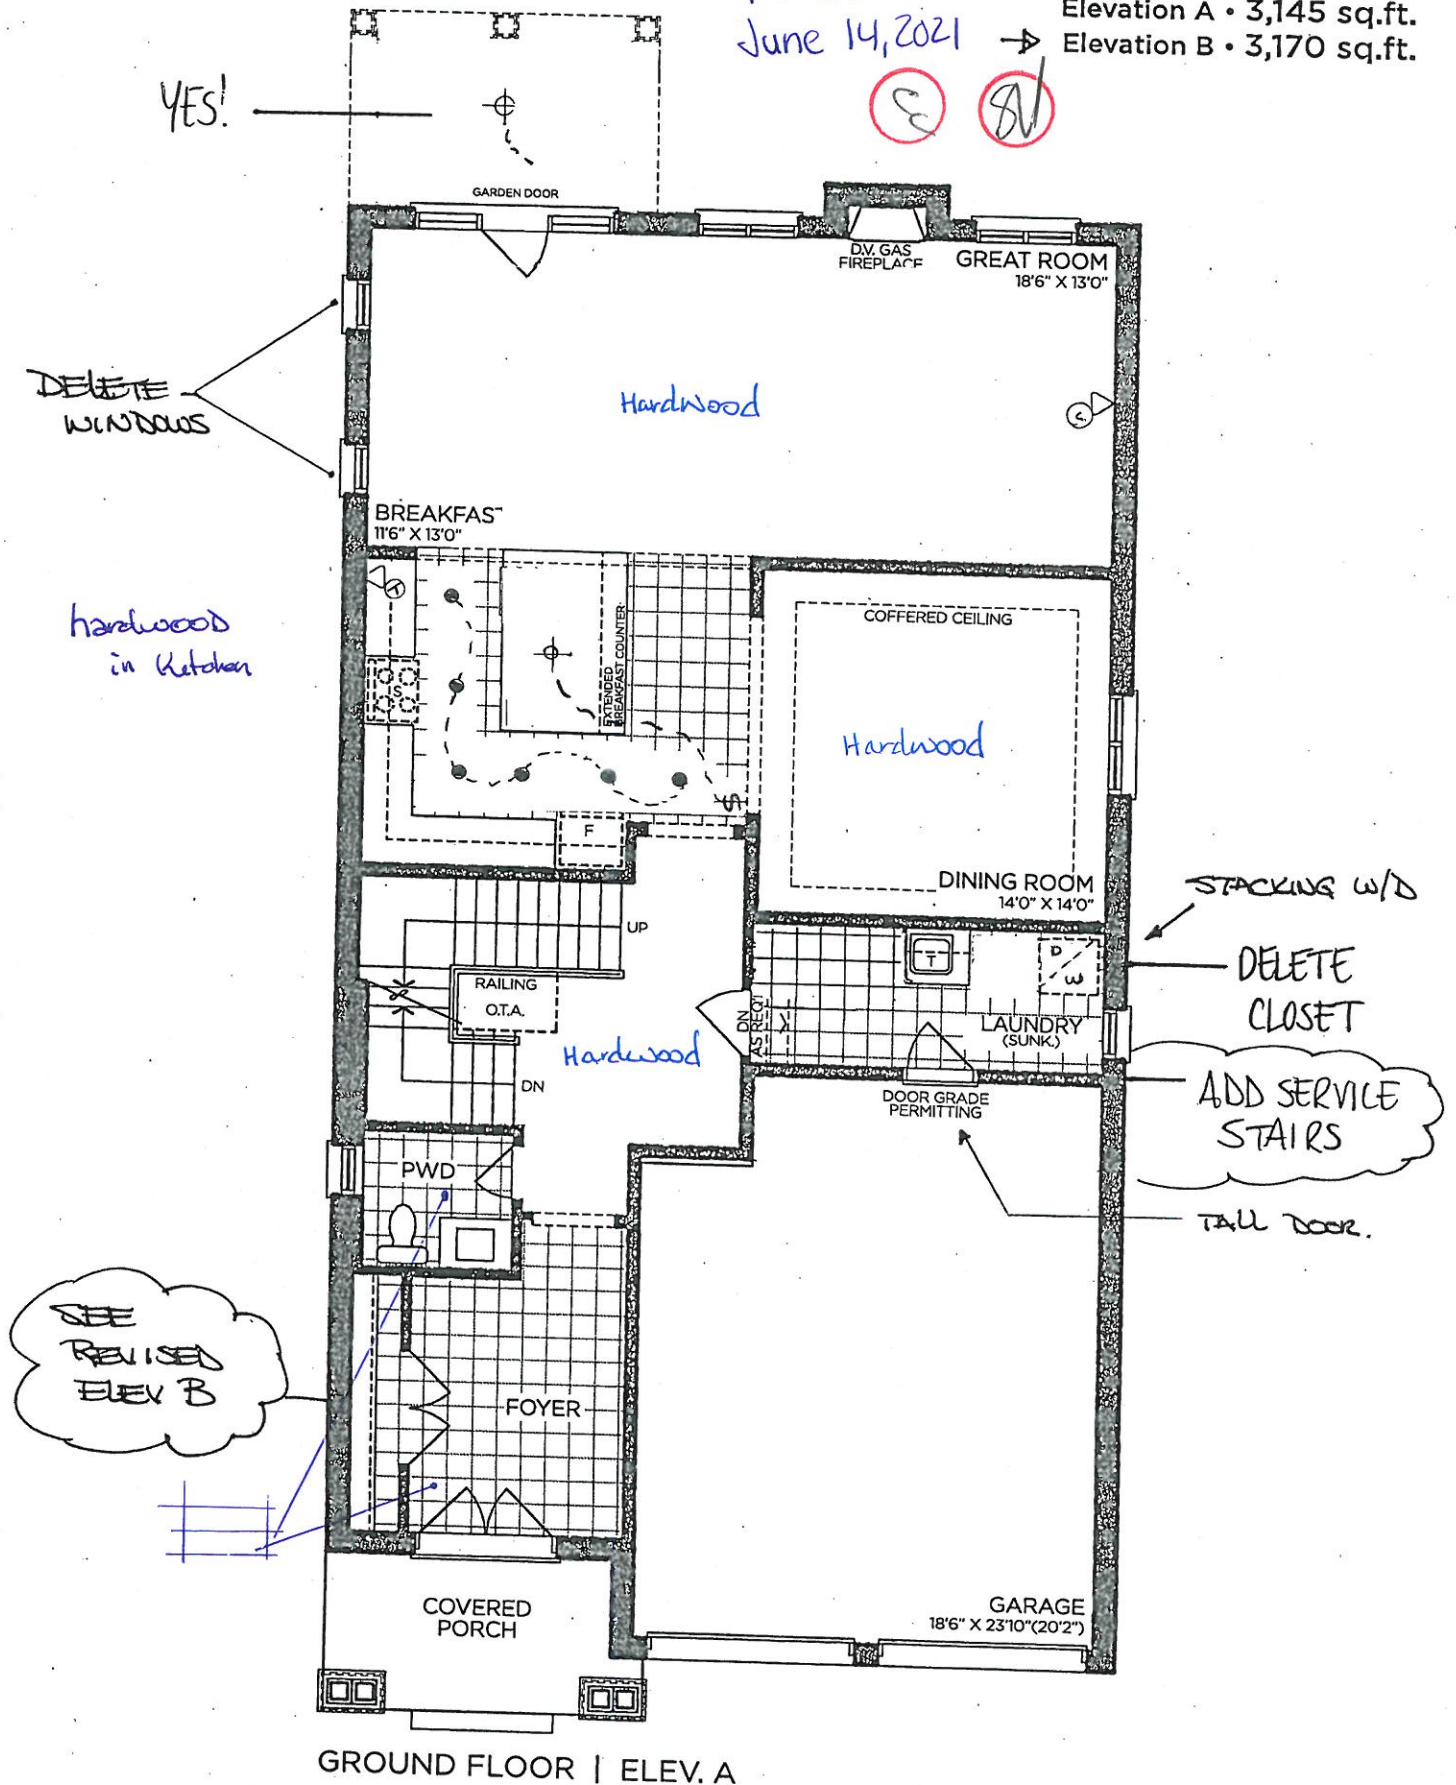 Elevation A • 3,145 sq.ft.
June 14, 2021
Elevation B • 3,170 sq.ft.
YES!
GARDEN DOOR
D.V. GAS
FIREPLACE
GREAT ROOM
18'6" X 13'0"
DELETE
WINDOWS
Hardwood
BREAKFAST
11'6" X 13'0"
hardwood
in Kitchen
S
EXTENDED
BREAKFAST COUNTER
COFFERED CEILING
Hardwood
F
DINING ROOM
14'0" X 14'0"
UP
STACKING W/D
DELETE
CLOSET
RAILING
O.T.A.
T
D
W
DN
AS REQ'
LAUNDRY
(SUNK.)
Hardwood
DN
DOOR GRADE
PERMITTING
ADD SERVICE
STAIRS
TALL DOOR.
PWD
SEE
REVISED
ELEV B
FOYER
COVERED
PORCH
GARAGE
18'6" X 23'10"(20'2")
GROUND FLOOR | ELEV. A